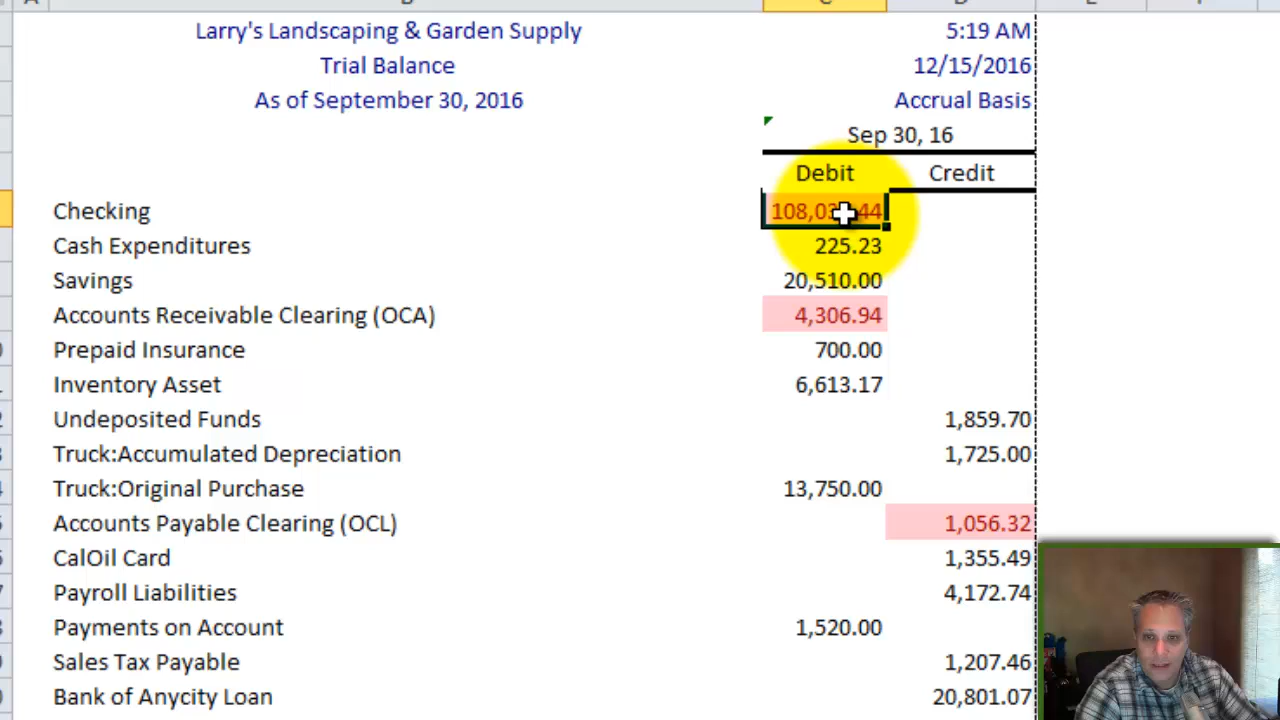 Larry's Landscaping & Garden Supply 5:19 AM
Trial Balance 12/15/2016
As of September 30, 2016 Accrual Basis
Sep 30, 16
Debit Credit
Checking
Cash Expenditures 225.23
Savings 20,510.00
Accounts Receivable Clearing (OCA) 4,306.94
Prepaid Insurance 700.00
Inventory Asset 6,613.17
Undeposited Funds 1,859.70
Truck:Accumulated Depreciation 1,725.00
Truck:Original Purchase 13,750.00
Accounts Payable Clearing (OCL) 1,056.32
CalOil Card 1,355.49
Payroll Liabilities 4,172.74
Payments on Account 1,520.00
Sales Tax Payable 1,207.46
Bank of Anycity Loan 20,801.07